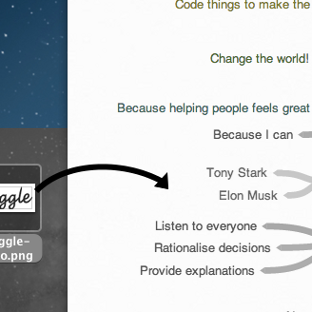 Code things to make the
Change the world!
Because helping people feels great
Because I can
Tony Stark
Elon Musk
ggle
ggle-
o.png
Listen to everyone
Rationalise decisions
Provide explanations